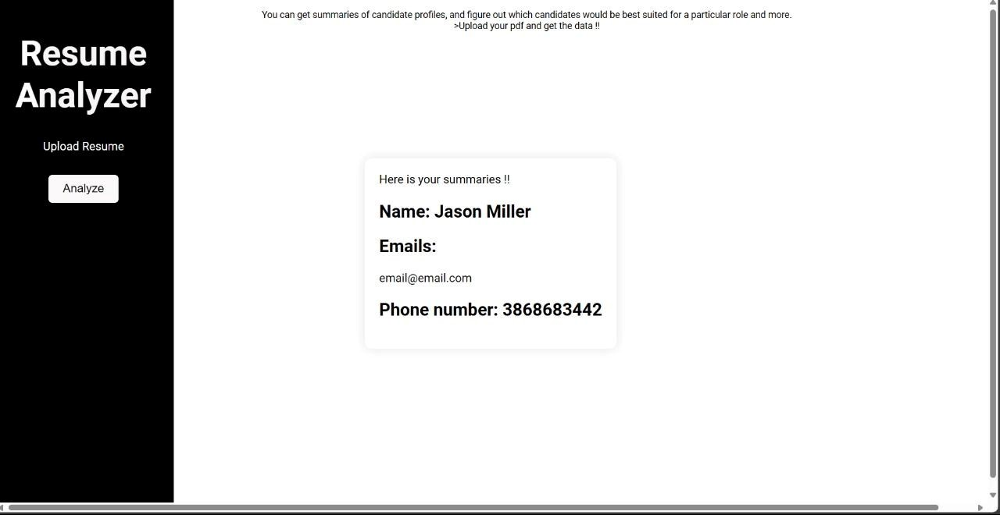 Resume
Analyzer
Upload Resume
Analyze
You can get summaries of candidate profiles, and figure out which candidates would be best suited for a particular role and more.
>Upload your pdf and get the data !!
Here is your summaries !!
Name: Jason Miller
Emails:
email@email.com
Phone number: 3868683442